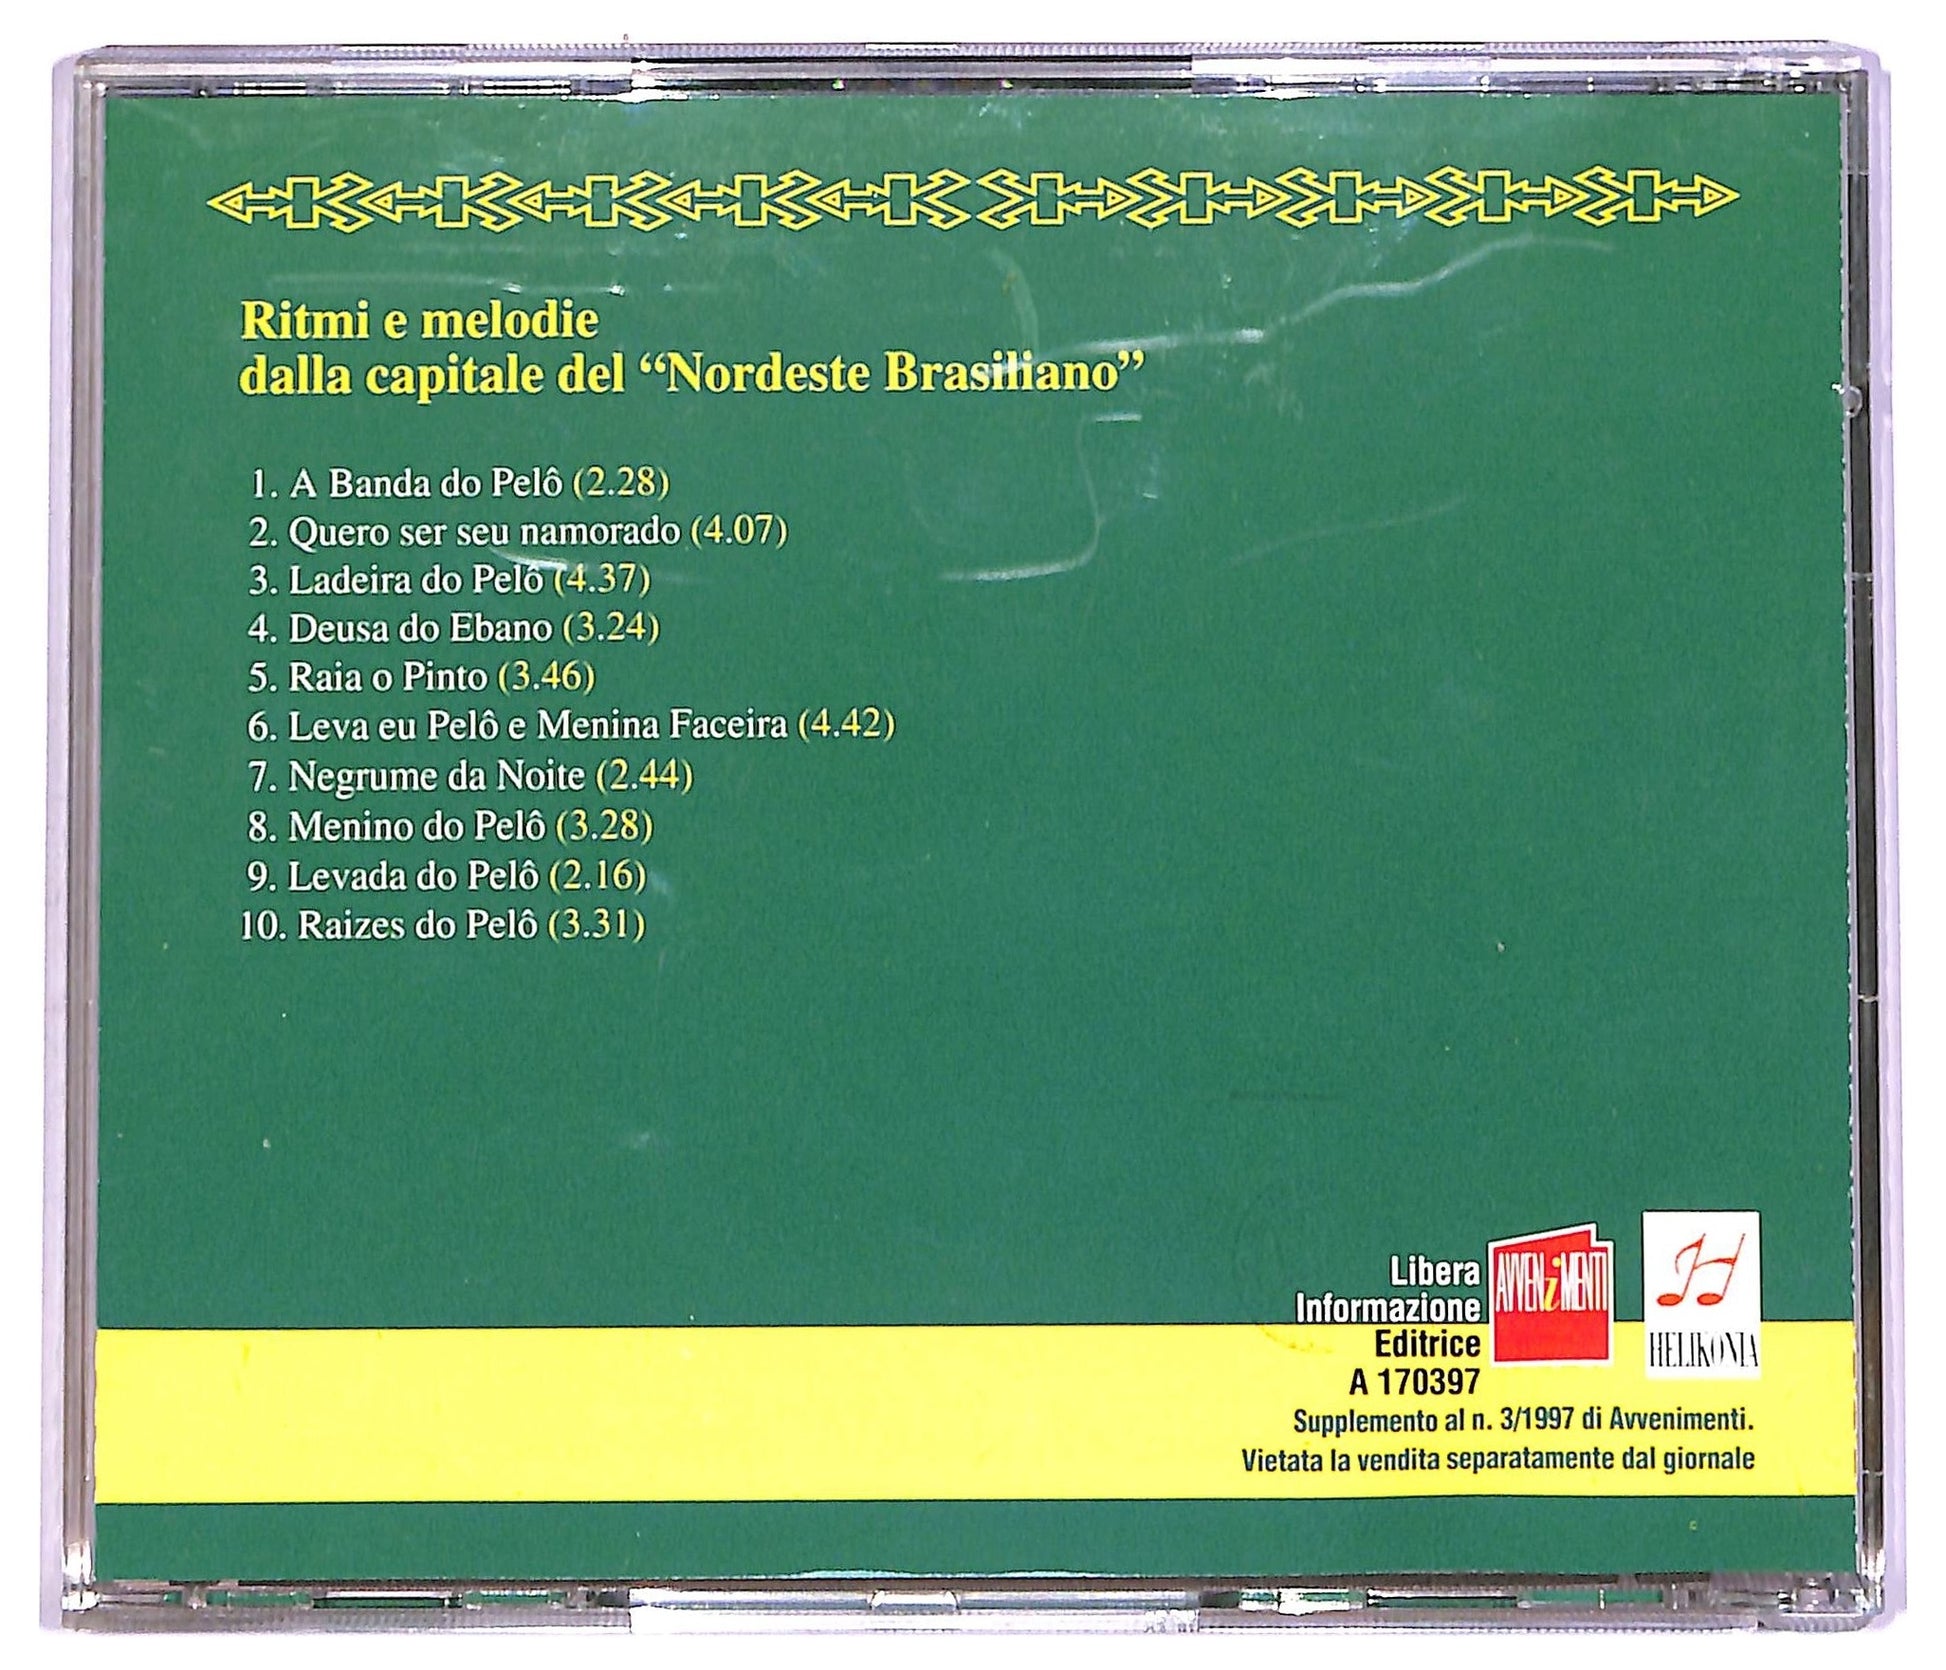 Ritmi e melodie
dalla capitale del “Nordeste Brasiliano”
1. A Banda do Pelô (2.28)
2. Quero ser seu namorado (4.07)
3. Ladeira do Pelô (4.37)
4. Deusa do Ebano (3.24)
5. Raia o Pinto (3.46)
6. Leva eu Pelô e Menina Faceira (4.42)
7. Negrume da Noite (2.44)
8. Menino do Pelô (3.28)
9. Levada do Pelô (2.16)
10. Raizes do Pelô (3.31)
Libera
Informazione
Editrice
A 170397
AVVENiMENTI
H
HELIKONIA
Supplemento al n. 3/1997 di Avvenimenti.
Vietata la vendita separatamente dal giornale